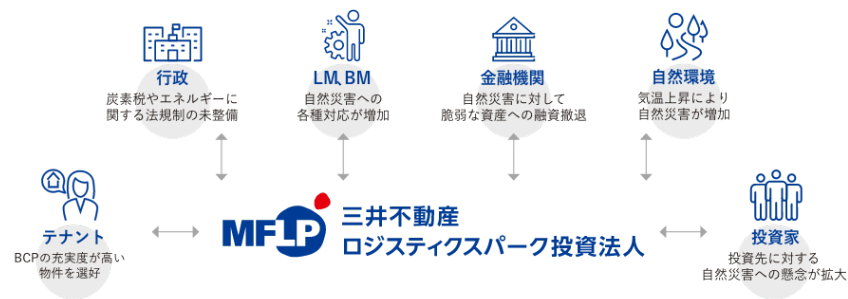 行政
炭素税やエネルギーに
関する法規制の未整備
LM、BM
自然災害への
各種対応が増加
金融機関
自然災害に対して
脆弱な資産への融資撤退
自然環境
気温上昇により
自然災害が増加
テナント
BCPの充実度が高い
物件を選好
MFLP
三井不動産
ロジスティクスパーク投資法人
投資家
投資先に対する
自然災害への懸念が拡大